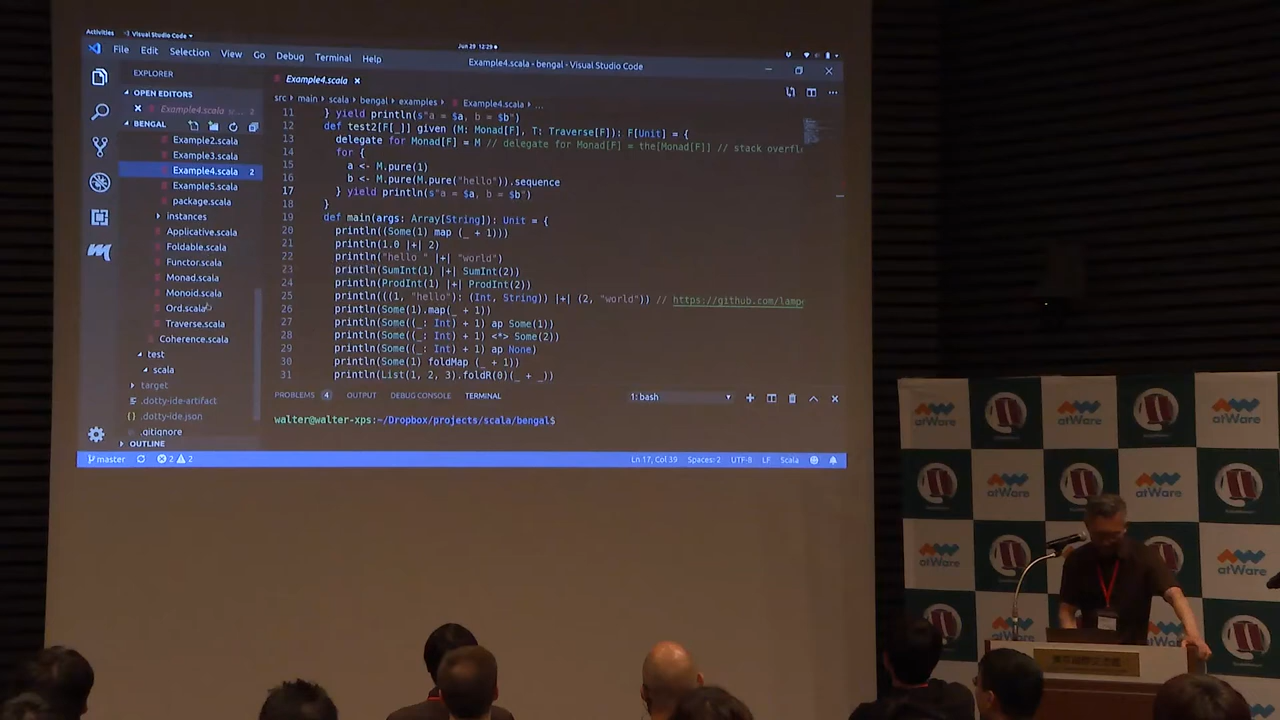 Activities
Visual Studio Code
Jun 29 12:29
File Edit Selection View Go Debug Terminal Help
Example4.scala - bengal - Visual Studio Code
EXPLORER
OPEN EDITORS
Example4.scala s... 2
BENGAL
Example2.scala
Example3.scala
Example4.scala 2
Example5.scala
package.scala
instances
Applicative.scala
Foldable.scala
Functor.scala
Monad.scala
Monoid.scala
Ord.scala
Traverse.scala
Coherence.scala
test
scala
target
.dotty-ide-artifact
.dotty-ide.json
.gitignore
OUTLINE
Example4.scala
src › main › scala › bengal › examples › Example4.scala › ...
11 } yield println(s"a = $a, b = $b")
12 def test2[F[_]] given (M: Monad[F], T: Traverse[F]): F[Unit] = {
13 delegate for Monad[F] = M // delegate for Monad[F] = the[Monad[F]] // stack overfl
14 for {
15 a <- M.pure(1)
16 b <- M.pure(M.pure("hello")).sequence
17 } yield println(s"a = $a, b = $b")
18 }
19 def main(args: Array[String]): Unit = {
20 println((Some(1) map (_ + 1)))
21 println(1.0 |+| 2)
22 println("hello " |+| "world")
23 println(SumInt(1) |+| SumInt(2))
24 println(ProdInt(1) |+| ProdInt(2))
25 println(((1, "hello"): (Int, String)) |+| (2, "world")) // https://github.com/lampe
26 println(Some(1).map(_ + 1))
27 println(Some((_: Int) + 1) ap Some(1))
28 println(Some((_: Int) + 1) <*> Some(2))
29 println(Some((_: Int) + 1) ap None)
30 println(Some(1) foldMap (_ + 1))
31 println(List(1, 2, 3).foldR(0)(_ + _))
PROBLEMS 4 OUTPUT DEBUG CONSOLE TERMINAL
1: bash
walter@walter-xps:~/Dropbox/projects/scala/bengal$
master
2 2
Ln 17, Col 39 Spaces: 2 UTF-8 LF Scala
atWare
atWare
atWare
atWare
atWare
atWare